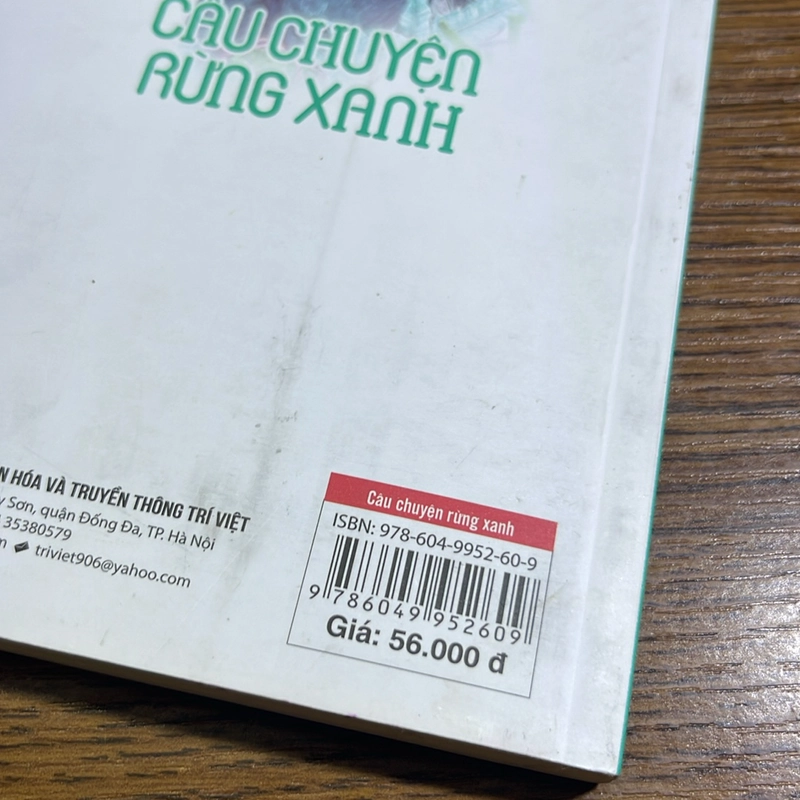 CÂU CHUYỆN
RỪNG XANH
HÓA VÀ TRUYỀN THÔNG TRÍ VIỆT
Sơn, quận Đống Đa, TP. Hà Nội
35380579
triviet906@yahoo.com
Câu chuyện rừng xanh
ISBN: 978-604-9952-60-9
9 786049 952609
Giá: 56.000 đ